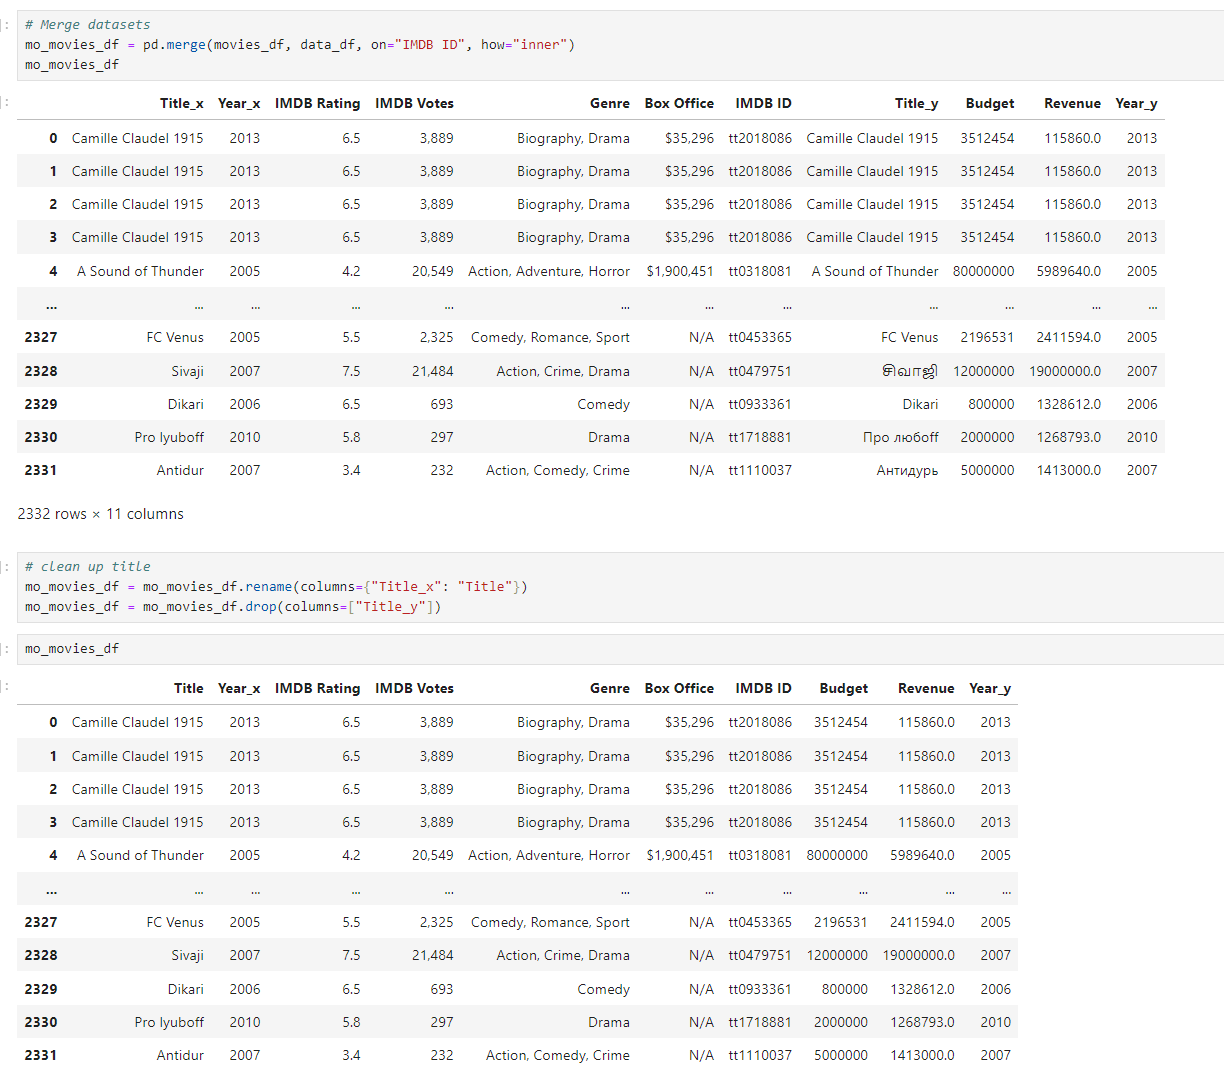 ]:
# Merge datasets
mo_movies_df = pd.merge(movies_df, data_df, on="IMDB ID", how="inner")
mo_movies_df
]:
Title_x Year_x IMDB Rating IMDB Votes Genre Box Office IMDB ID Title_y Budget Revenue Year_y
0 Camille Claudel 1915 2013 6.5 3,889 Biography, Drama $35,296 tt2018086 Camille Claudel 1915 3512454 115860.0 2013
1 Camille Claudel 1915 2013 6.5 3,889 Biography, Drama $35,296 tt2018086 Camille Claudel 1915 3512454 115860.0 2013
2 Camille Claudel 1915 2013 6.5 3,889 Biography, Drama $35,296 tt2018086 Camille Claudel 1915 3512454 115860.0 2013
3 Camille Claudel 1915 2013 6.5 3,889 Biography, Drama $35,296 tt2018086 Camille Claudel 1915 3512454 115860.0 2013
4 A Sound of Thunder 2005 4.2 20,549 Action, Adventure, Horror $1,900,451 tt0318081 A Sound of Thunder 80000000 5989640.0 2005
... ... ... ... ... ... ... ... ... ... ... ...
2327 FC Venus 2005 5.5 2,325 Comedy, Romance, Sport N/A tt0453365 FC Venus 2196531 2411594.0 2005
2328 Sivaji 2007 7.5 21,484 Action, Crime, Drama N/A tt0479751 சிவாஜி 12000000 19000000.0 2007
2329 Dikari 2006 6.5 693 Comedy N/A tt0933361 Dikari 800000 1328612.0 2006
2330 Pro lyuboff 2010 5.8 297 Drama N/A tt1718881 Про любоff 2000000 1268793.0 2010
2331 Antidur 2007 3.4 232 Action, Comedy, Crime N/A tt1110037 Антидурь 5000000 1413000.0 2007
2332 rows × 11 columns
]:
# clean up title
mo_movies_df = mo_movies_df.rename(columns={"Title_x": "Title"})
mo_movies_df = mo_movies_df.drop(columns=["Title_y"])
]:
mo_movies_df
]:
Title Year_x IMDB Rating IMDB Votes Genre Box Office IMDB ID Budget Revenue Year_y
0 Camille Claudel 1915 2013 6.5 3,889 Biography, Drama $35,296 tt2018086 3512454 115860.0 2013
1 Camille Claudel 1915 2013 6.5 3,889 Biography, Drama $35,296 tt2018086 3512454 115860.0 2013
2 Camille Claudel 1915 2013 6.5 3,889 Biography, Drama $35,296 tt2018086 3512454 115860.0 2013
3 Camille Claudel 1915 2013 6.5 3,889 Biography, Drama $35,296 tt2018086 3512454 115860.0 2013
4 A Sound of Thunder 2005 4.2 20,549 Action, Adventure, Horror $1,900,451 tt0318081 80000000 5989640.0 2005
... ... ... ... ... ... ... ... ... ... ...
2327 FC Venus 2005 5.5 2,325 Comedy, Romance, Sport N/A tt0453365 2196531 2411594.0 2005
2328 Sivaji 2007 7.5 21,484 Action, Crime, Drama N/A tt0479751 12000000 19000000.0 2007
2329 Dikari 2006 6.5 693 Comedy N/A tt0933361 800000 1328612.0 2006
2330 Pro lyuboff 2010 5.8 297 Drama N/A tt1718881 2000000 1268793.0 2010
2331 Antidur 2007 3.4 232 Action, Comedy, Crime N/A tt1110037 5000000 1413000.0 2007